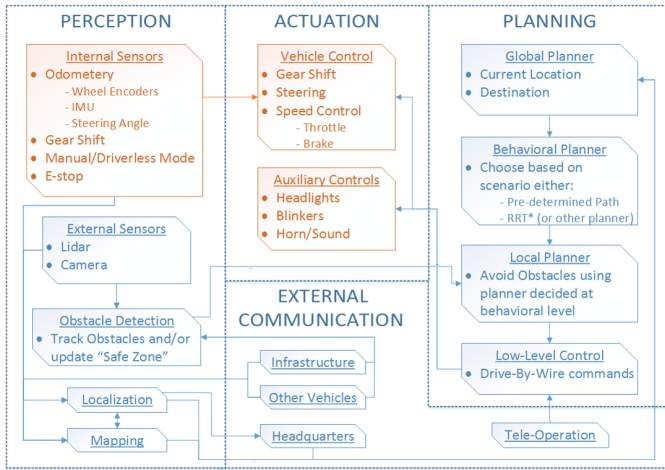 PERCEPTION
Internal Sensors
• Odometery
- Wheel Encoders
- IMU
- Steering Angle
• Gear Shift
• Manual/Driverless Mode
• E-stop
External Sensors
• Lidar
• Camera
Obstacle Detection
• Track Obstacles and/or
update “Safe Zone”
Localization
Mapping
ACTUATION
Vehicle Control
• Gear Shift
• Steering
• Speed Control
- Throttle
- Brake
Auxiliary Controls
• Headlights
• Blinkers
• Horn/Sound
EXTERNAL
COMMUNICATION
Infrastructure
Other Vehicles
Headquarters
PLANNING
Global Planner
• Current Location
• Destination
Behavioral Planner
• Choose based on
scenario either:
- Pre-determined Path
- RRT* (or other planner)
Local Planner
• Avoid Obstacles using
planner decided at
behavioral level
Low-Level Control
• Drive-By-Wire commands
Tele-Operation